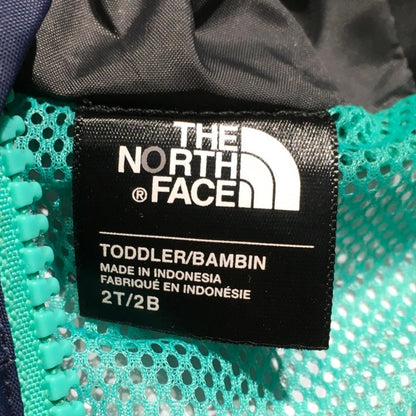 THE
NORTH
® FACE
TODDLER/BAMBIN
MADE IN INDONESIA
FABRIQUÉ EN INDONÉSIE
2T/2B